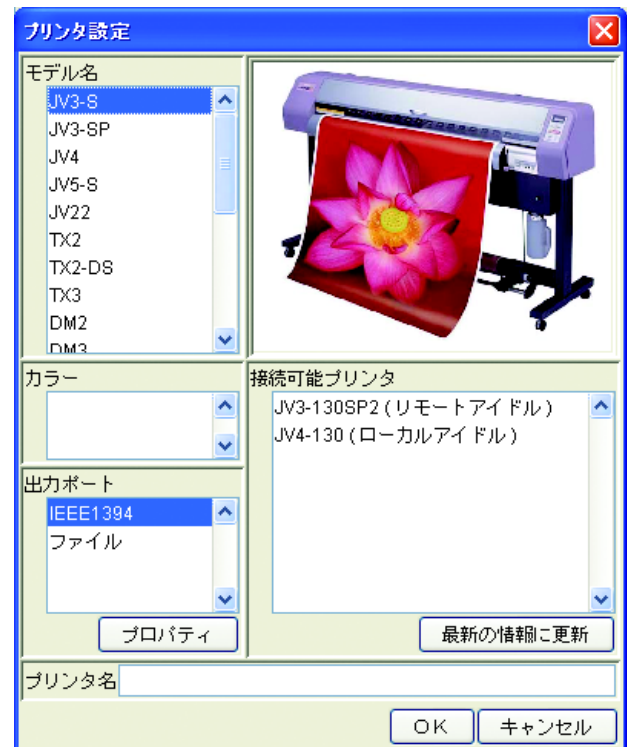 プリンタ設定
モデル名
JV3-S
JV3-SP
JV4
JV5-S
JV22
TX2
TX2-DS
TX3
DM2
DM3
カラー
接続可能プリンタ
JV3-130SP2 ( リモートアイドル )
JV4-130 ( ローカルアイドル )
出力ポート
IEEE1394
ファイル
プロパティ
最新の情報に更新
プリンタ名
ＯＫ
キャンセル